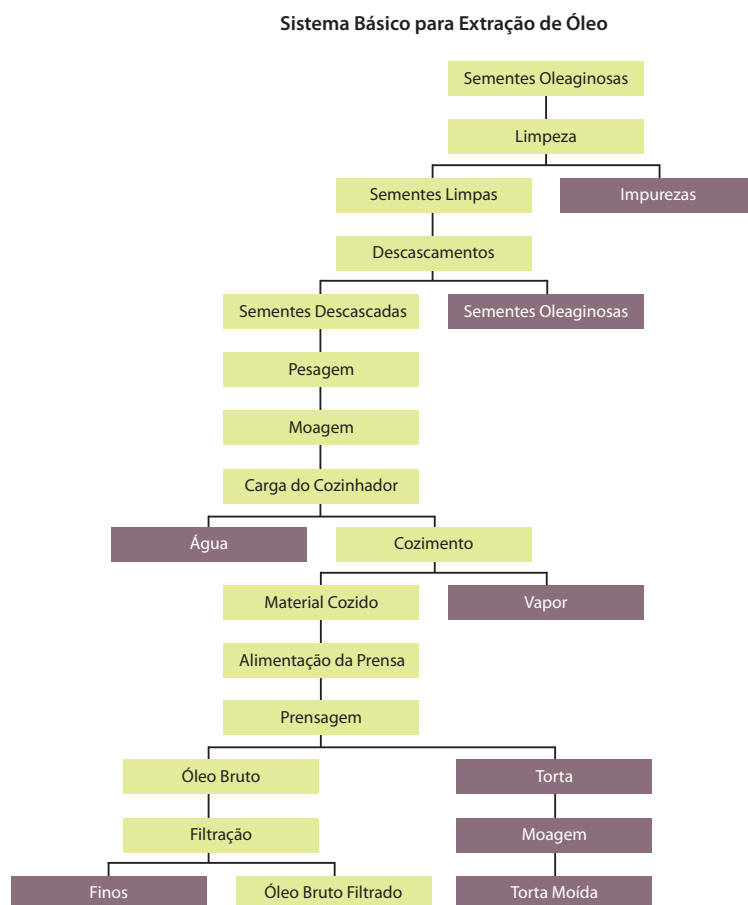 Sistema Básico para Extração de Óleo
Sementes Oleaginosas
Limpeza
Sementes Limpas
Impurezas
Descascamentos
Sementes Descascadas
Sementes Oleaginosas
Pesagem
Moagem
Carga do Cozinhador
Água
Cozimento
Material Cozido
Vapor
Alimentação da Prensa
Prensagem
Óleo Bruto
Torta
Filtração
Moagem
Finos
Óleo Bruto Filtrado
Torta Moída